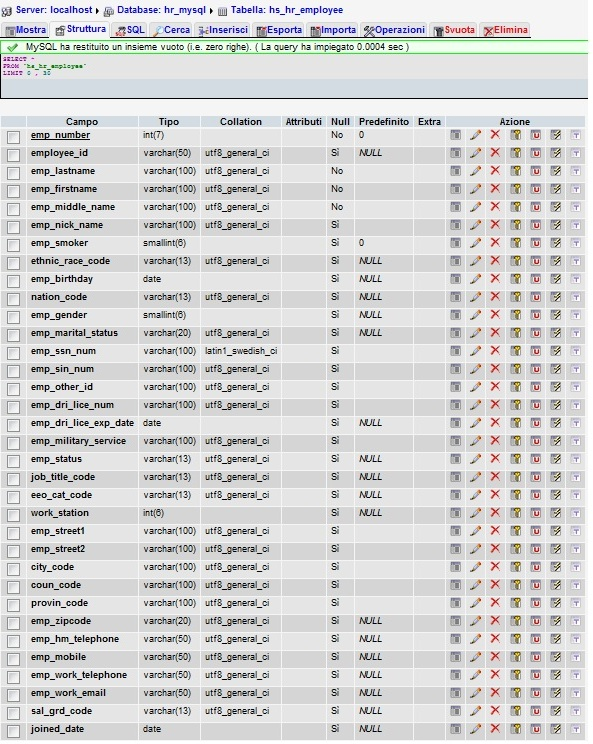 Server: localhost Database: hr_mysql Tabella: hs_hr_employee
Mostra Struttura SQL Cerca Inserisci Esporta Importa Operazioni Svuota Elimina
MySQL ha restituito un insieme vuoto (i.e. zero righe). ( La query ha impiegato 0.0004 sec )
SELECT *
FROM `hs_hr_employee`
LIMIT 0 , 30
Campo Tipo Collation Attributi Null Predefinito Extra Azione
emp_number int(7) No 0
employee_id varchar(50) utf8_general_ci Sì NULL
emp_lastname varchar(100) utf8_general_ci No
emp_firstname varchar(100) utf8_general_ci No
emp_middle_name varchar(100) utf8_general_ci No
emp_nick_name varchar(100) utf8_general_ci Sì
emp_smoker smallint(6) Sì 0
ethnic_race_code varchar(13) utf8_general_ci Sì NULL
emp_birthday date Sì NULL
nation_code varchar(13) utf8_general_ci Sì NULL
emp_gender smallint(6) Sì NULL
emp_marital_status varchar(20) utf8_general_ci Sì NULL
emp_ssn_num varchar(100) latin1_swedish_ci Sì
emp_sin_num varchar(100) utf8_general_ci Sì
emp_other_id varchar(100) utf8_general_ci Sì
emp_dri_lice_num varchar(100) utf8_general_ci Sì
emp_dri_lice_exp_date date Sì NULL
emp_military_service varchar(100) utf8_general_ci Sì
emp_status varchar(13) utf8_general_ci Sì NULL
job_title_code varchar(13) utf8_general_ci Sì NULL
eeo_cat_code varchar(13) utf8_general_ci Sì NULL
work_station int(6) Sì NULL
emp_street1 varchar(100) utf8_general_ci Sì
emp_street2 varchar(100) utf8_general_ci Sì
city_code varchar(100) utf8_general_ci Sì
coun_code varchar(100) utf8_general_ci Sì
provin_code varchar(100) utf8_general_ci Sì
emp_zipcode varchar(20) utf8_general_ci Sì NULL
emp_hm_telephone varchar(50) utf8_general_ci Sì NULL
emp_mobile varchar(50) utf8_general_ci Sì NULL
emp_work_telephone varchar(50) utf8_general_ci Sì NULL
emp_work_email varchar(50) utf8_general_ci Sì NULL
sal_grd_code varchar(13) utf8_general_ci Sì NULL
joined_date date Sì NULL